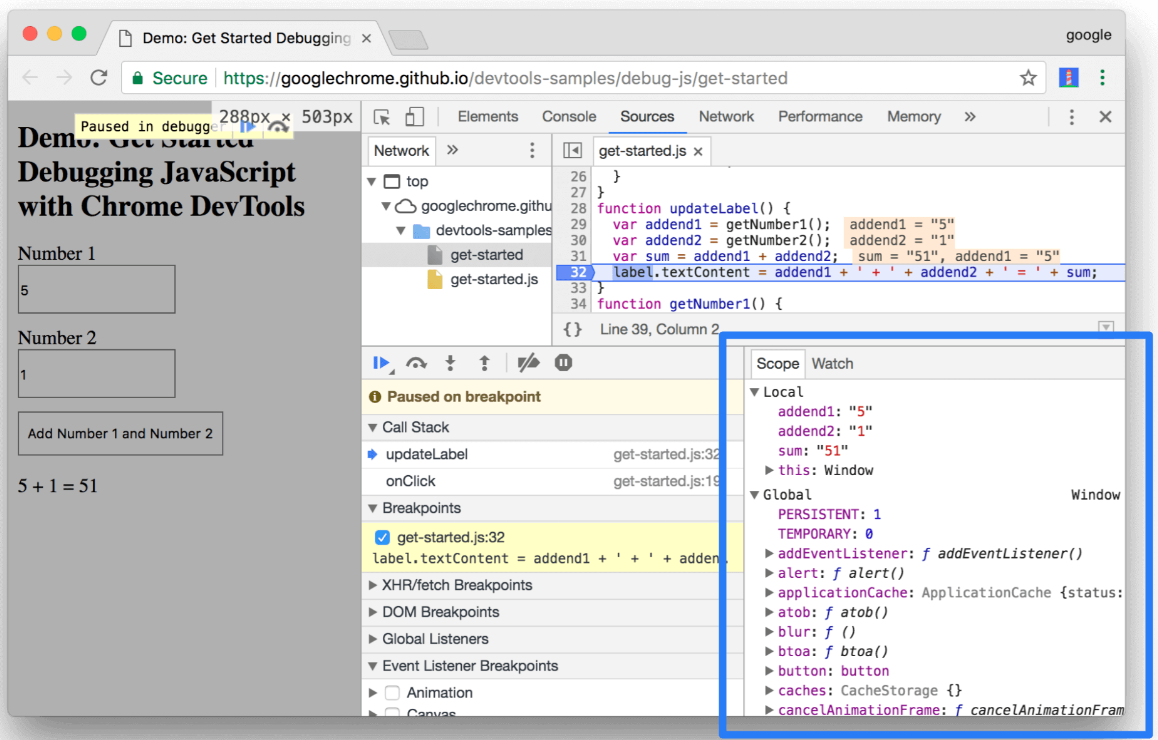 Demo: Get Started Debugging ×
google
Secure https://googlechrome.github.io/devtools-samples/debug-js/get-started
Paused in debugger
288px × 503px
Demo: Get Started
Debugging JavaScript
with Chrome DevTools
Number 1
5
Number 2
1
Add Number 1 and Number 2
5 + 1 = 51
Elements Console Sources Network Performance Memory »
Network »
top
googlechrome.githu
devtools-samples
get-started
get-started.js
get-started.js ×
26 }
27 }
28 function updateLabel() {
29 var addend1 = getNumber1(); addend1 = "5"
30 var addend2 = getNumber2(); addend2 = "1"
31 var sum = addend1 + addend2; sum = "51", addend1 = "5"
32 label.textContent = addend1 + ' + ' + addend2 + ' = ' + sum;
33 }
34 function getNumber1() {
{} Line 39, Column 2
Paused on breakpoint
Call Stack
updateLabel get-started.js:32
onClick get-started.js:19
Breakpoints
get-started.js:32
label.textContent = addend1 + ' + ' + adden
XHR/fetch Breakpoints
DOM Breakpoints
Global Listeners
Event Listener Breakpoints
Animation
Canvas
Scope Watch
Local
addend1: "5"
addend2: "1"
sum: "51"
this: Window
Global Window
PERSISTENT: 1
TEMPORARY: 0
addEventListener: ƒ addEventListener()
alert: ƒ alert()
applicationCache: ApplicationCache {status:
atob: ƒ atob()
blur: ƒ ()
btoa: ƒ btoa()
button: button
caches: CacheStorage {}
cancelAnimationFrame: ƒ cancelAnimationFram